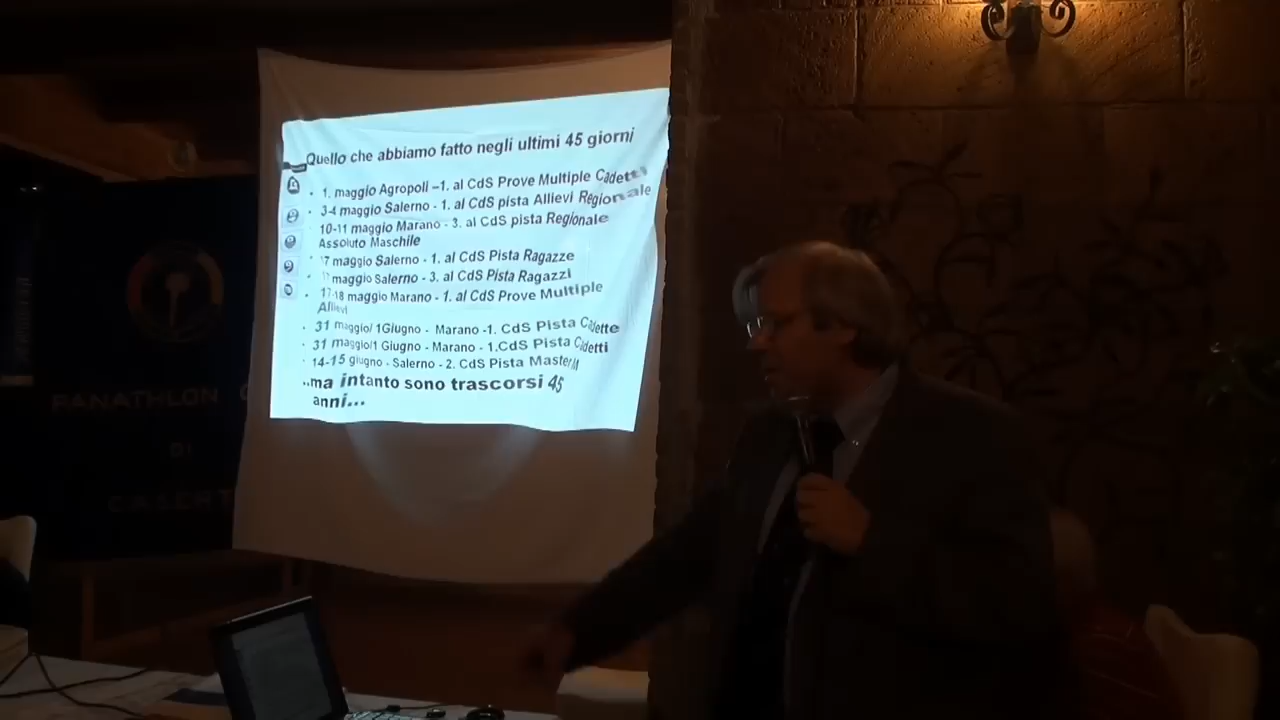 Quello che abbiamo fatto negli ultimi 45 giorni
1. maggio Agropoli –1. al CdS Prove Multiple Cadetti
3-4 maggio Salerno - 1. al CdS pista Allievi Regionale
10-11 maggio Marano - 3. al CdS pista Regionale
Assoluto Maschile
17 maggio Salerno - 1. al CdS Pista Ragazze
17 maggio Salerno - 3. al CdS Pista Ragazzi
17-18 maggio Marano - 1. al CdS Prove Multiple
Allievi
31 maggio/ 1Giugno - Marano -1. CdS Pista Cadette
31 maggio/1 Giugno - Marano - 1.CdS Pista Cadetti
14-15 giugno - Salerno - 2. CdS Pista Master M
..ma intanto sono trascorsi 45
anni...
PANATHLON
DI
CASERT